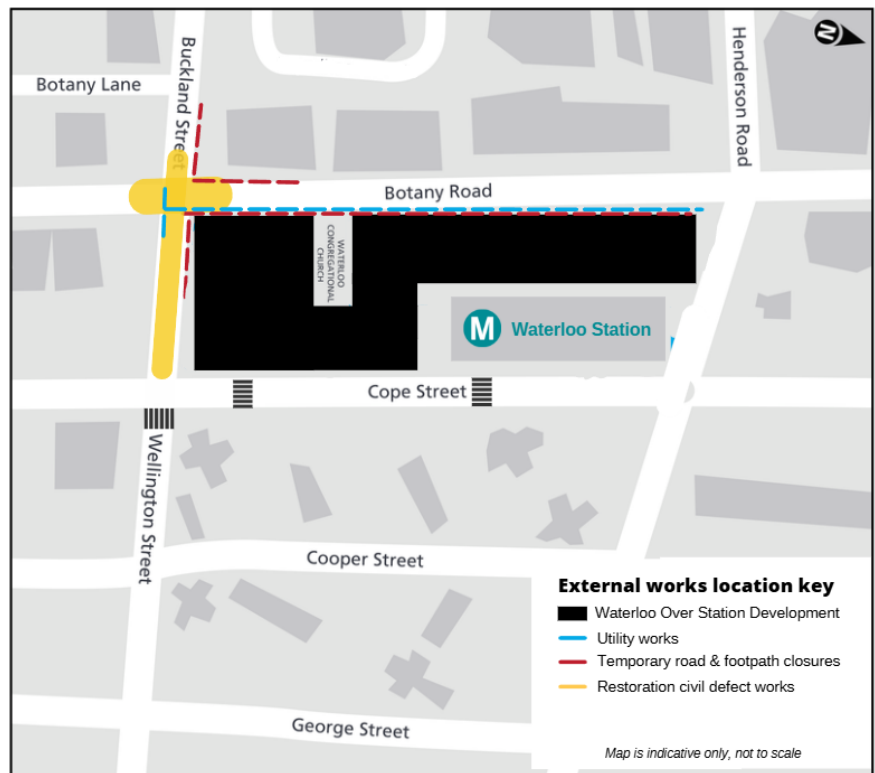 N
Buckland Street
Henderson Road
Botany Lane
Botany Road
WATERLOO
CONGREGATIONAL
CHURCH
M Waterloo Station
Cope Street
Wellington Street
Cooper Street
External works location key
Waterloo Over Station Development
Utility works
Temporary road & footpath closures
Restoration civil defect works
George Street
Map is indicative only, not to scale